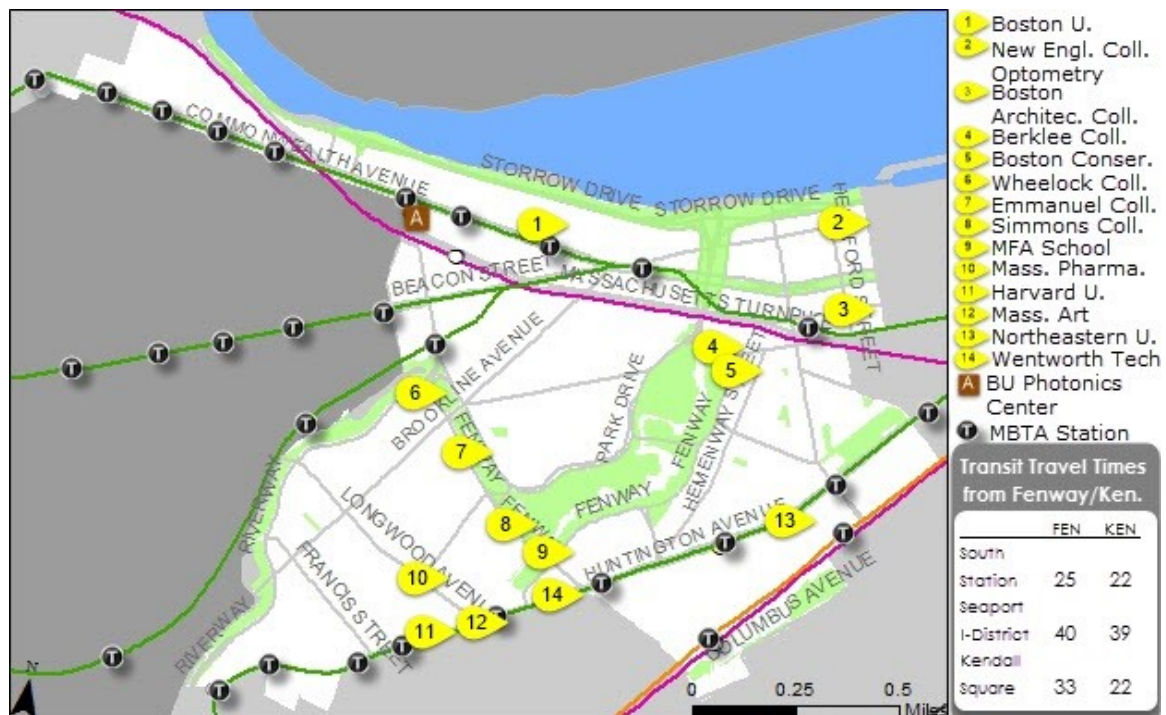 COMMONWEALTH AVENUE
STORROW DRIVE
STORROW DRIVE
HEREFORD STREET
BEACON STREET
MASSACHUSETTS TURNPIKE
BROOKLINE AVENUE
PARK DRIVE
FENWAY
HEMENWAY STREET
FENWAY
FENWAY
FENWAY
HUNTINGTON AVENUE
LONGWOOD AVENUE
FRANCIS STREET
RIVERWAY
RIVERWAY
COLUMBUS AVENUE
A
T
1
2
3
4
5
6
7
8
9
10
11
12
13
14
N
0 0.25 0.5
Miles
1 Boston U.
2 New Engl. Coll.
Optometry
3 Boston
Architec. Coll.
4 Berklee Coll.
5 Boston Conser.
6 Wheelock Coll.
7 Emmanuel Coll.
8 Simmons Coll.
9 MFA School
10 Mass. Pharma.
11 Harvard U.
12 Mass. Art
13 Northeastern U.
14 Wentworth Tech
A BU Photonics
Center
T MBTA Station
Transit Travel Times
from Fenway/Ken.
FEN KEN
South
Station 25 22
Seaport
I-District 40 39
Kendall
Square 33 22